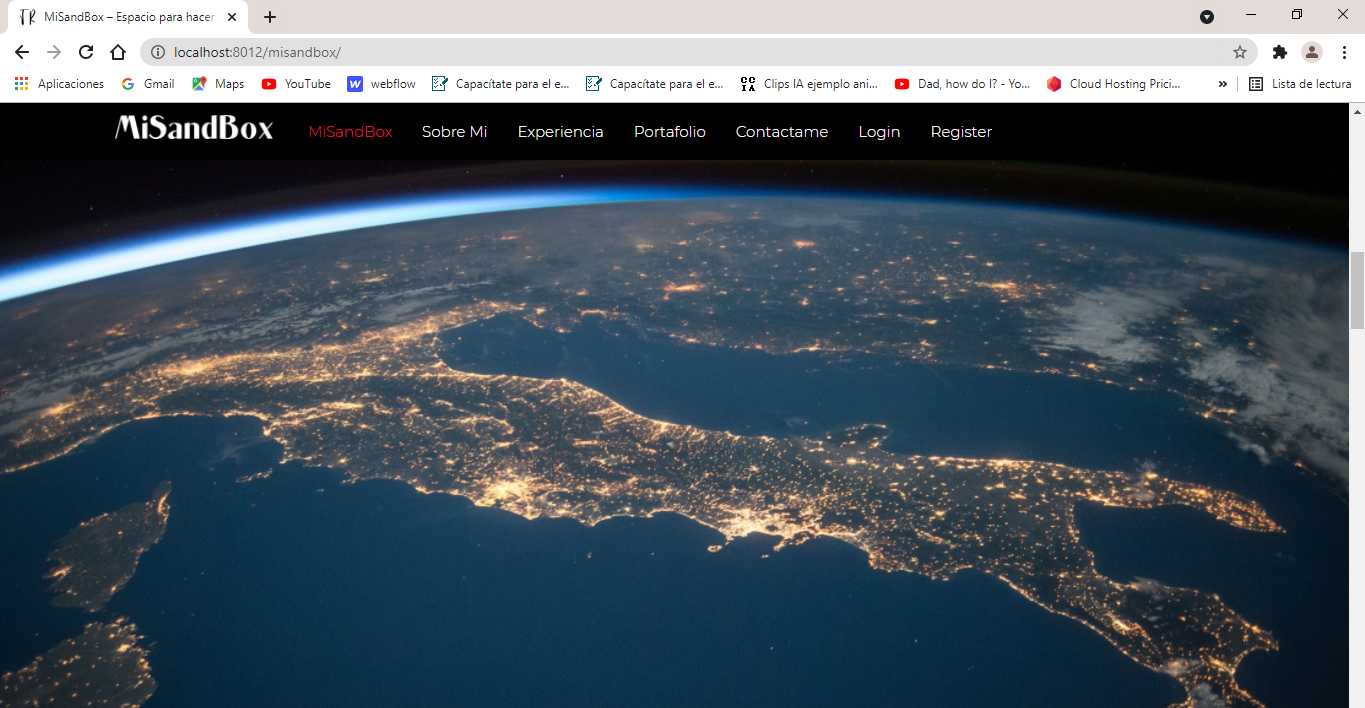 MiSandBox – Espacio para hacer
localhost:8012/misandbox/
Aplicaciones Gmail Maps YouTube webflow Capacítate para el e... Capacítate para el e... CC IA Clips IA ejemplo ani... Dad, how do I? - Yo... Cloud Hosting Prici... » Lista de lectura
MiSandBox MiSandBox Sobre Mi Experiencia Portafolio Contactame Login Register